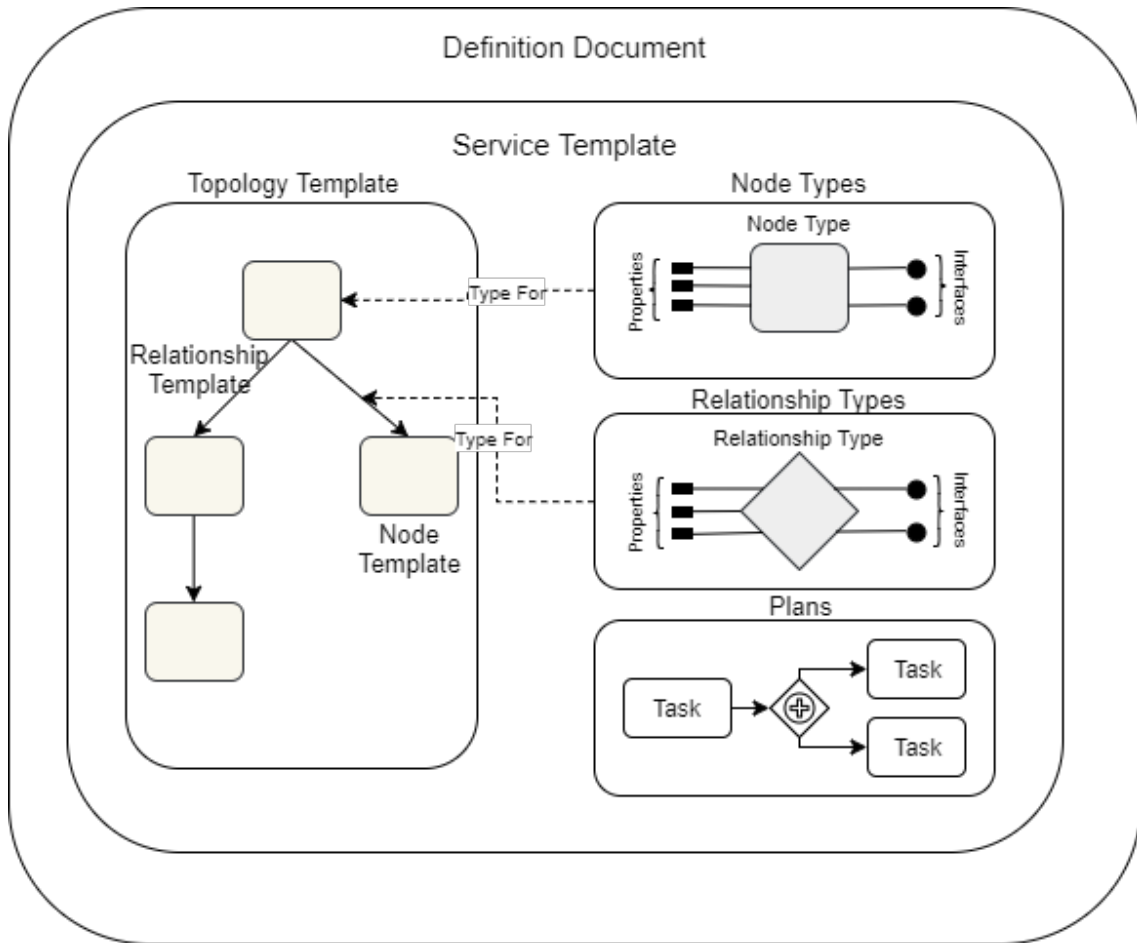 Definition Document
Service Template
Topology Template
Relationship
Template
Node
Template
Type For
Type For
Node Types
Node Type
Properties
Interfaces
Relationship Types
Relationship Type
Properties
Interfaces
Plans
Task
Task
Task